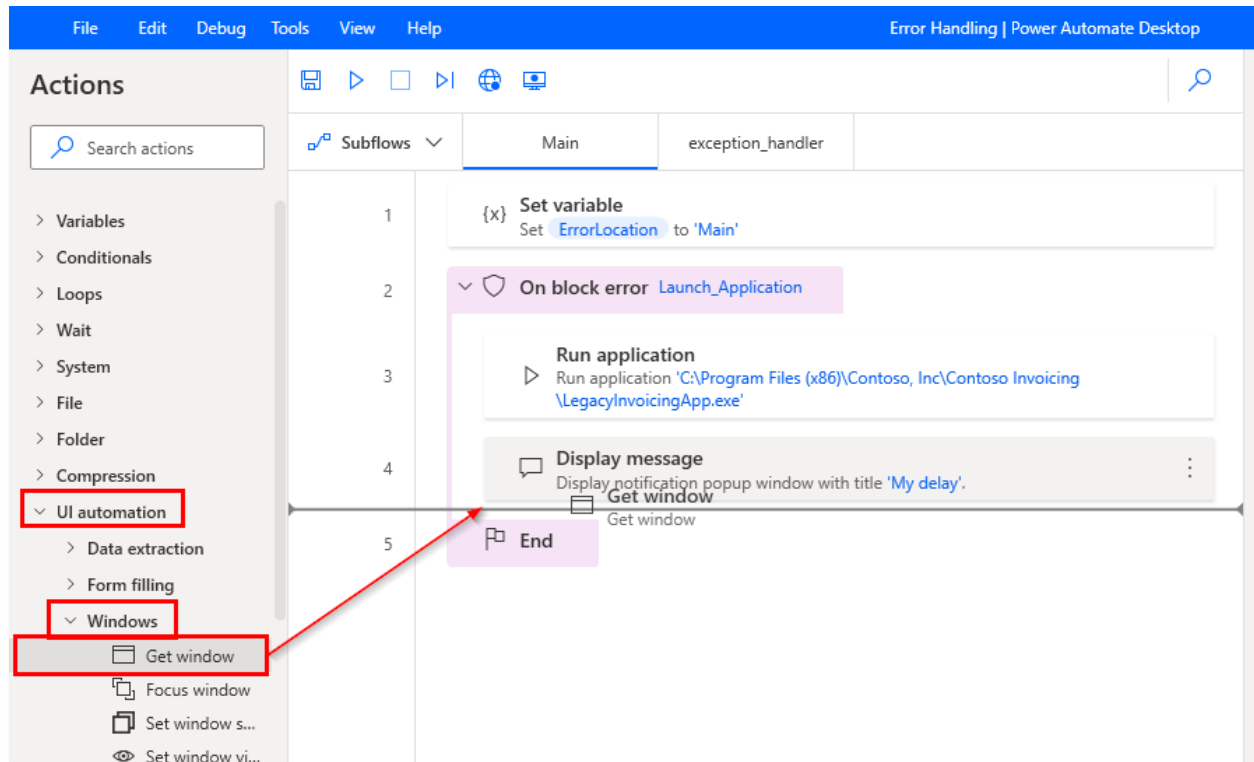 File Edit Debug Tools View Help Error Handling | Power Automate Desktop
Actions
Search actions
Subflows Main exception_handler
Variables
Conditionals
Loops
Wait
System
File
Folder
Compression
UI automation
Data extraction
Form filling
Windows
Get window
Focus window
Set window s...
Set window vi...
1
{x} Set variable
Set ErrorLocation to 'Main'
2
On block error Launch_Application
3
Run application
Run application 'C:\Program Files (x86)\Contoso, Inc\Contoso Invoicing
\LegacyInvoicingApp.exe'
4
Display message
Display notification popup window with title 'My delay'.
Get window
Get window
5
End